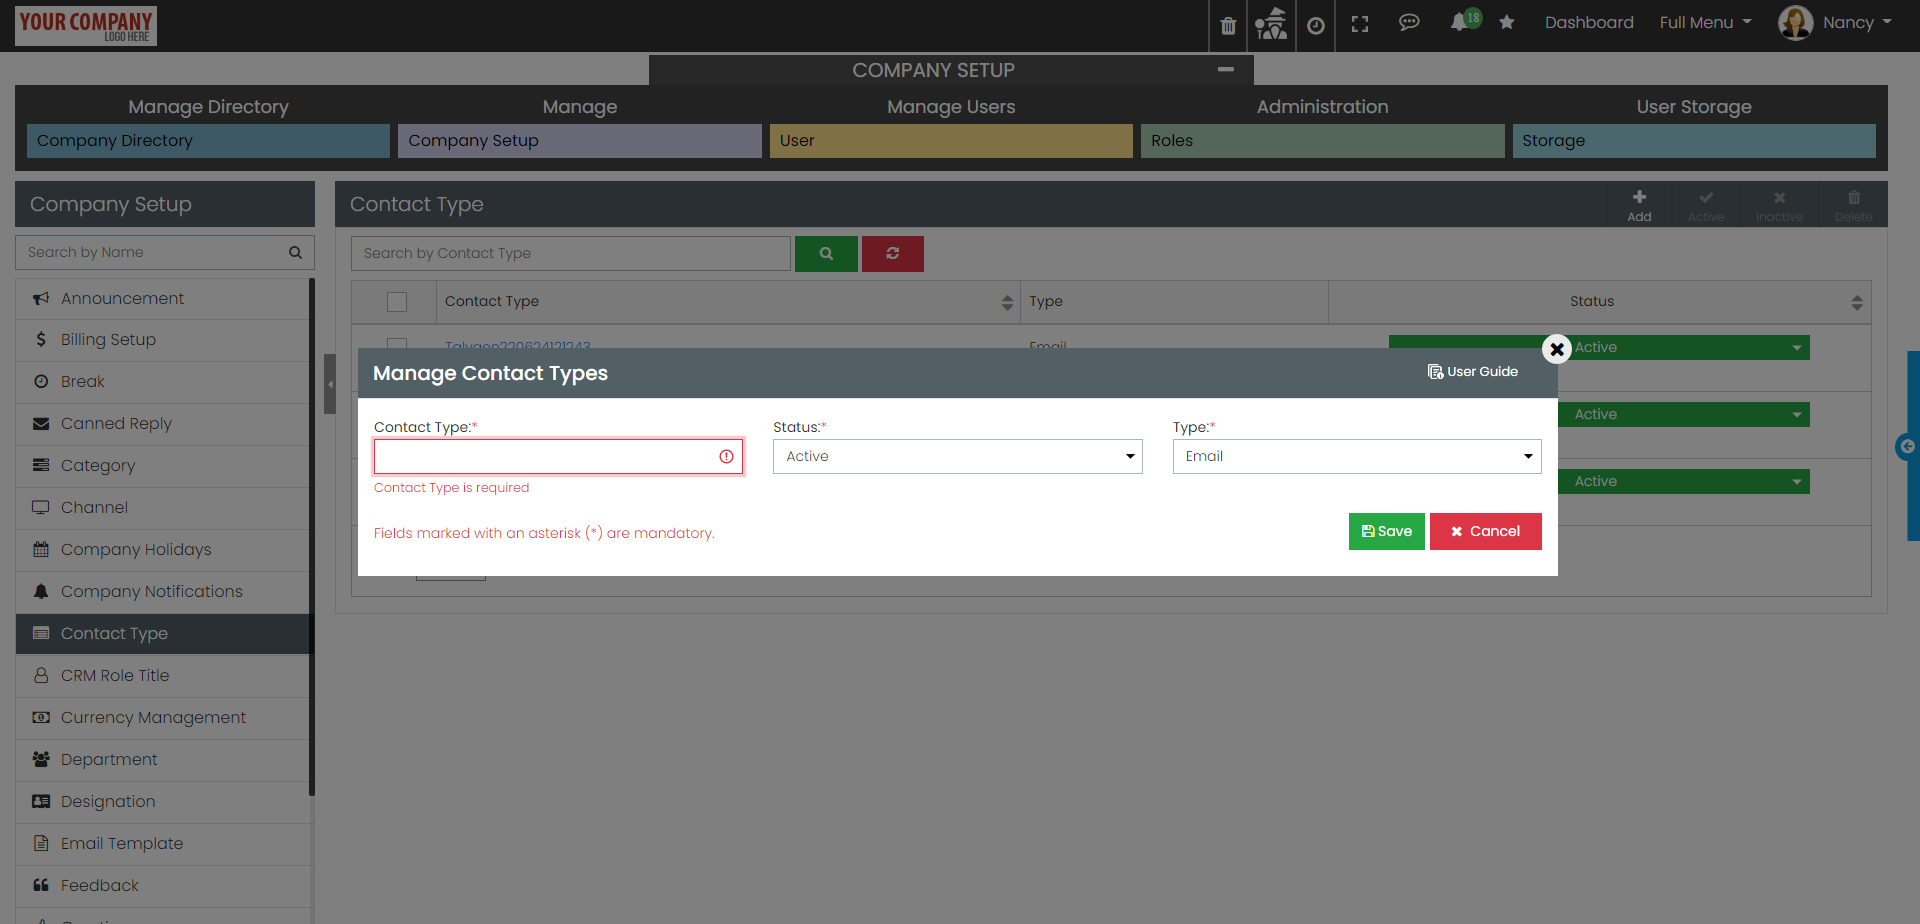 YOUR COMPANY
LOGO HERE
18
Dashboard
Full Menu
Nancy
COMPANY SETUP
Manage Directory
Manage
Manage Users
Administration
User Storage
Company Directory
Company Setup
User
Roles
Storage
Company Setup
Contact Type
Add
Active
Inactive
Delete
Search by Name
Search by Contact Type
Announcement
Billing Setup
Break
Canned Reply
Category
Channel
Company Holidays
Company Notifications
Contact Type
CRM Role Title
Currency Management
Department
Designation
Email Template
Feedback
Contact Type
Type
Status
Talygen220624121243
Email
Active
Active
Active
Manage Contact Types
User Guide
Contact Type:*
Status:*
Type:*
Active
Email
Contact Type is required
Fields marked with an asterisk (*) are mandatory.
Save
Cancel